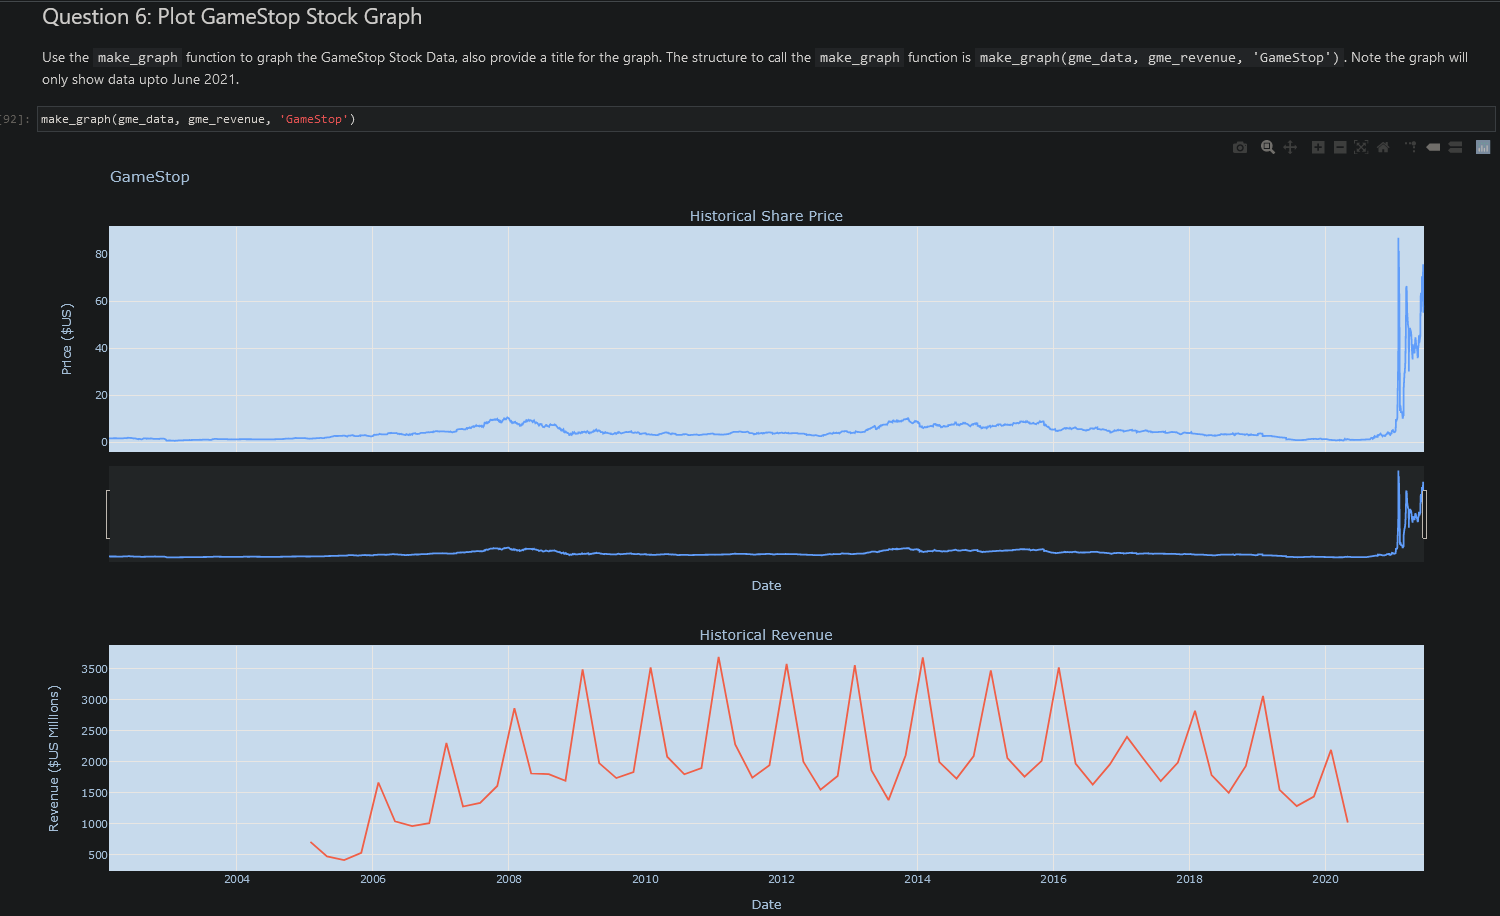 Question 6: Plot GameStop Stock Graph
Use the make_graph function to graph the GameStop Stock Data, also provide a title for the graph. The structure to call the make_graph function is make_graph(gme_data, gme_revenue, 'GameStop') . Note the graph will
only show data upto June 2021.
[92]: make_graph(gme_data, gme_revenue, 'GameStop')
GameStop
Historical Share Price
80
60
40
20
0
Price ($US)
Date
Historical Revenue
3500
3000
2500
2000
1500
1000
500
Revenue ($US Millions)
2004 2006 2008 2010 2012 2014 2016 2018 2020
Date